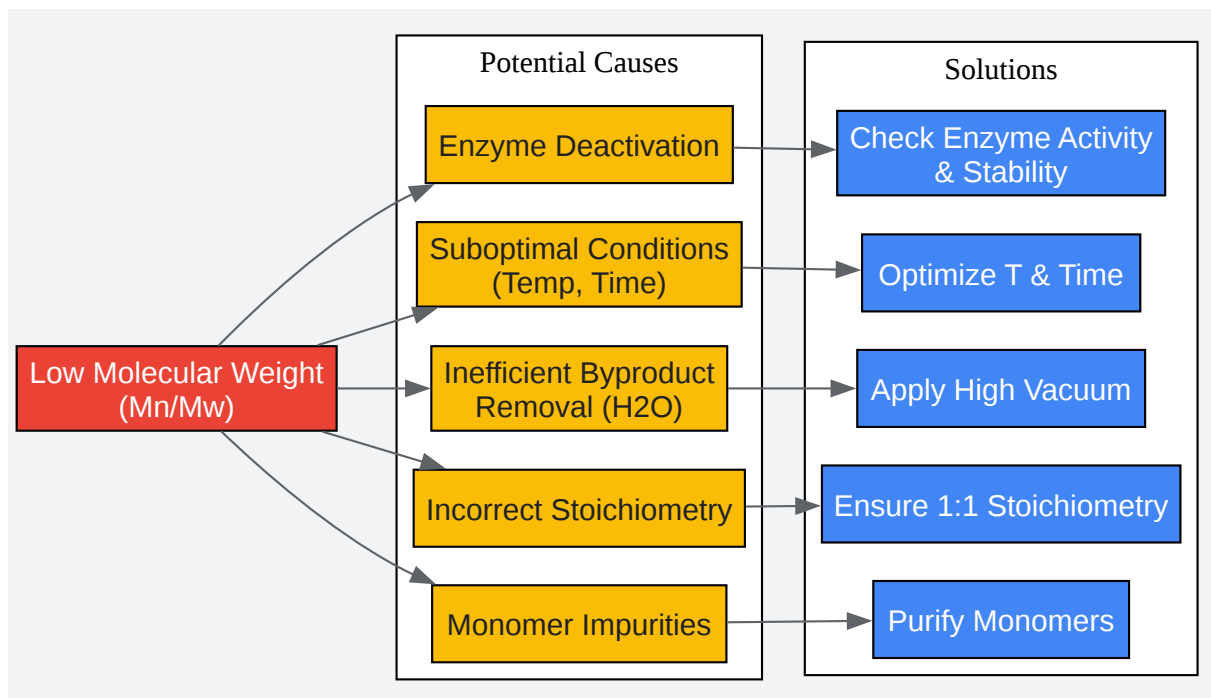 Potential Causes
Solutions
Enzyme Deactivation
Check Enzyme Activity
& Stability
Suboptimal Conditions
(Temp, Time)
Optimize T & Time
Low Molecular Weight
(Mn/Mw)
Inefficient Byproduct
Removal (H2O)
Apply High Vacuum
Incorrect Stoichiometry
Ensure 1:1 Stoichiometry
Monomer Impurities
Purify Monomers